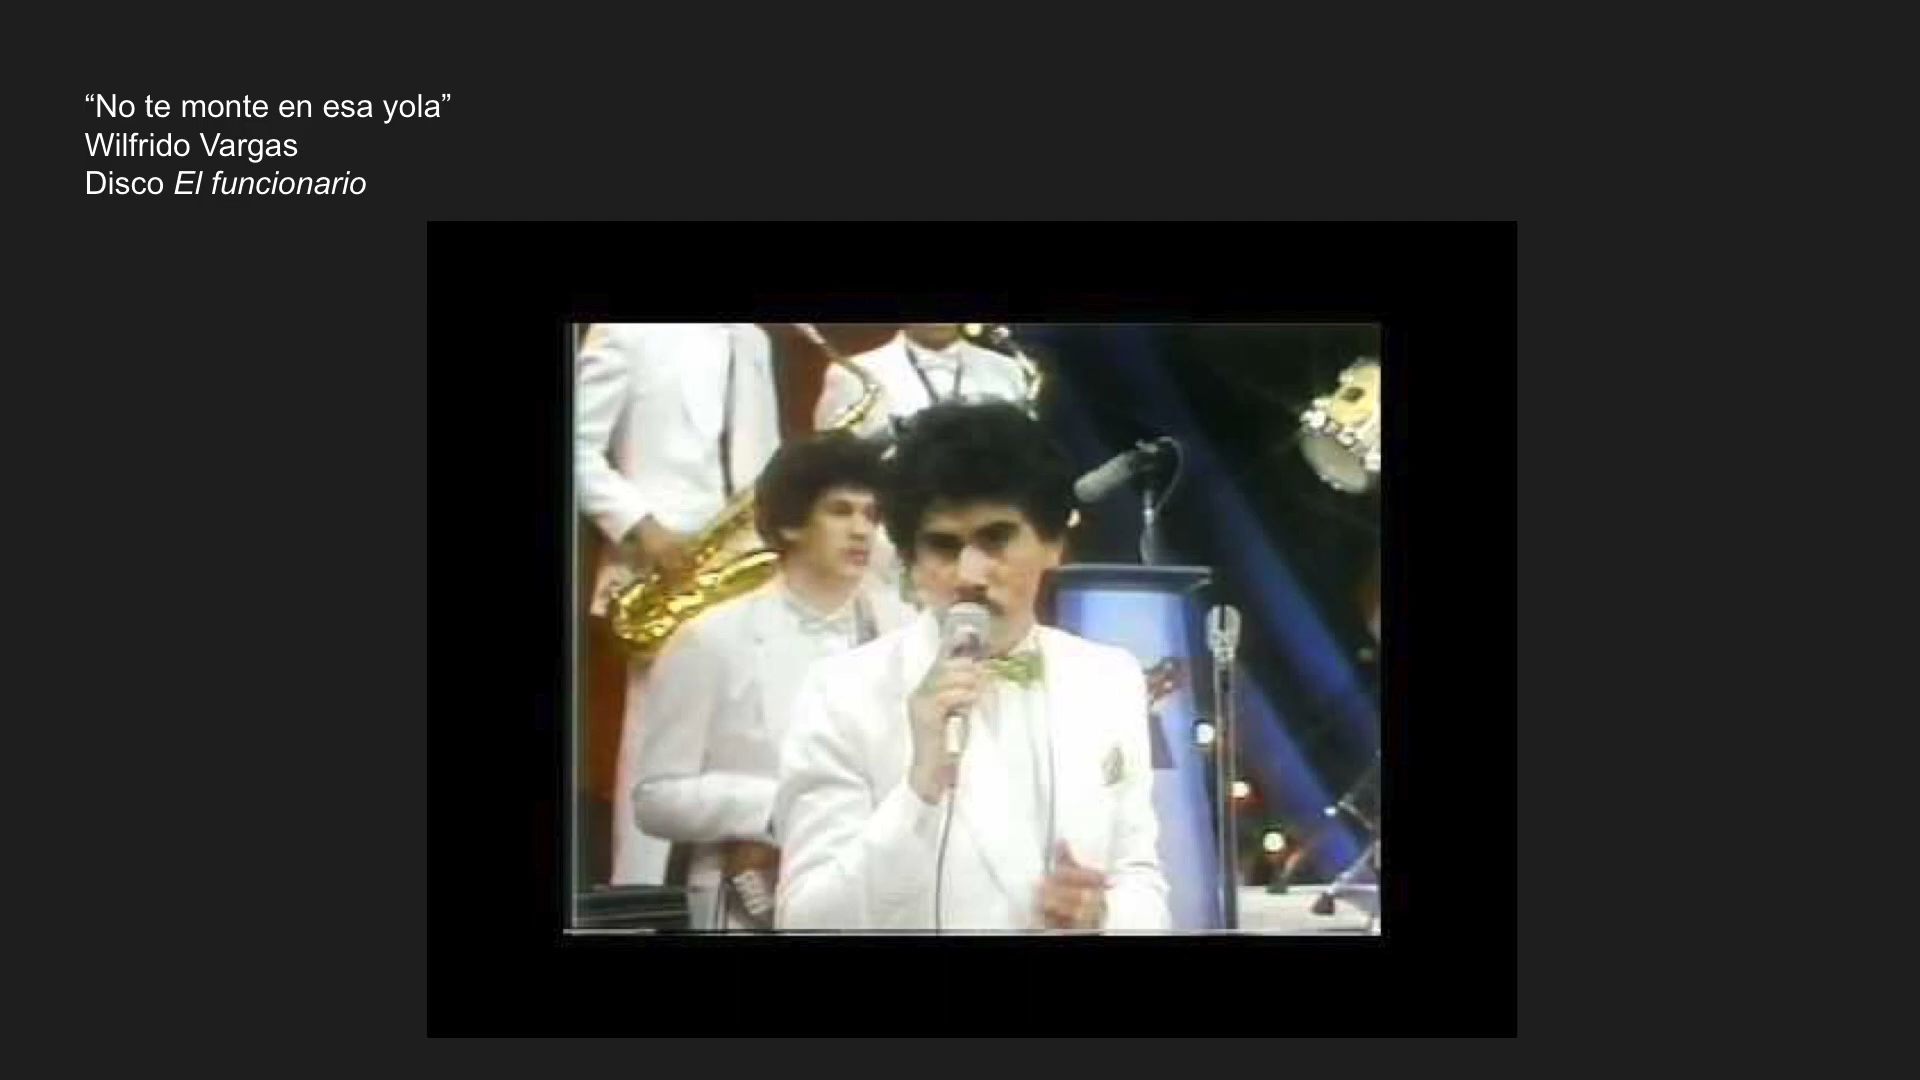 “No te monte en esa yola”
Wilfrido Vargas
Disco El funcionario